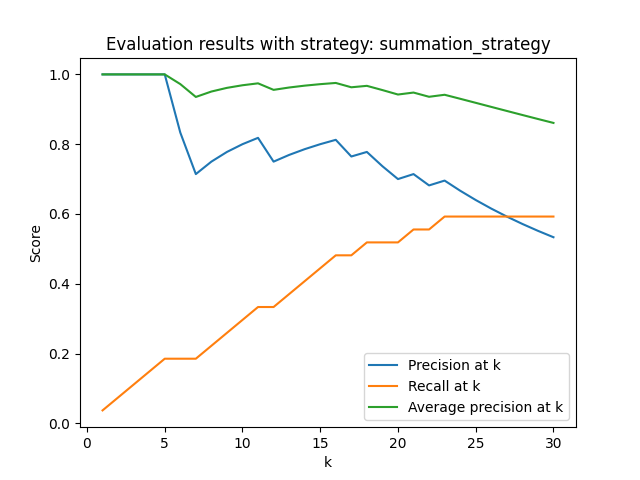 Evaluation results with strategy: summation_strategy
Score
1.0
0.8
0.6
0.4
0.2
0.0
Precision at k
Recall at k
Average precision at k
0 5 10 15 20 25 30
k